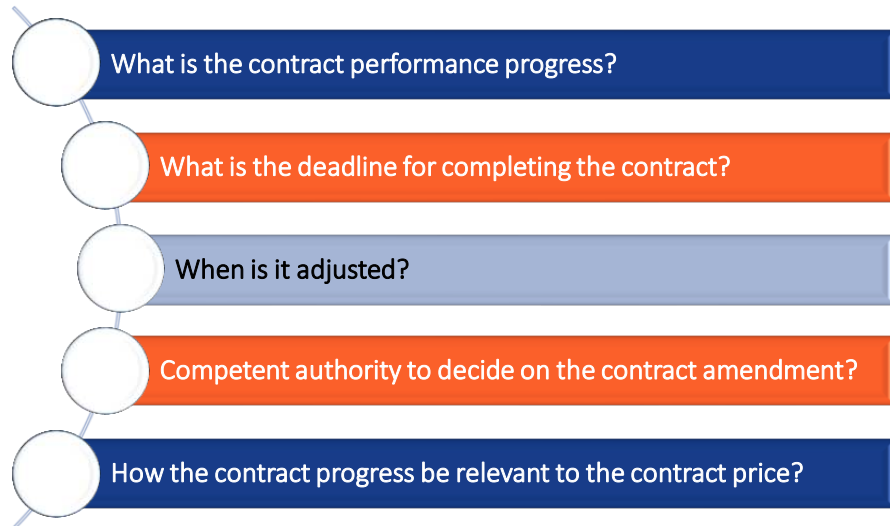 What is the contract performance progress?
What is the deadline for completing the contract?
When is it adjusted?
Competent authority to decide on the contract amendment?
How the contract progress be relevant to the contract price?